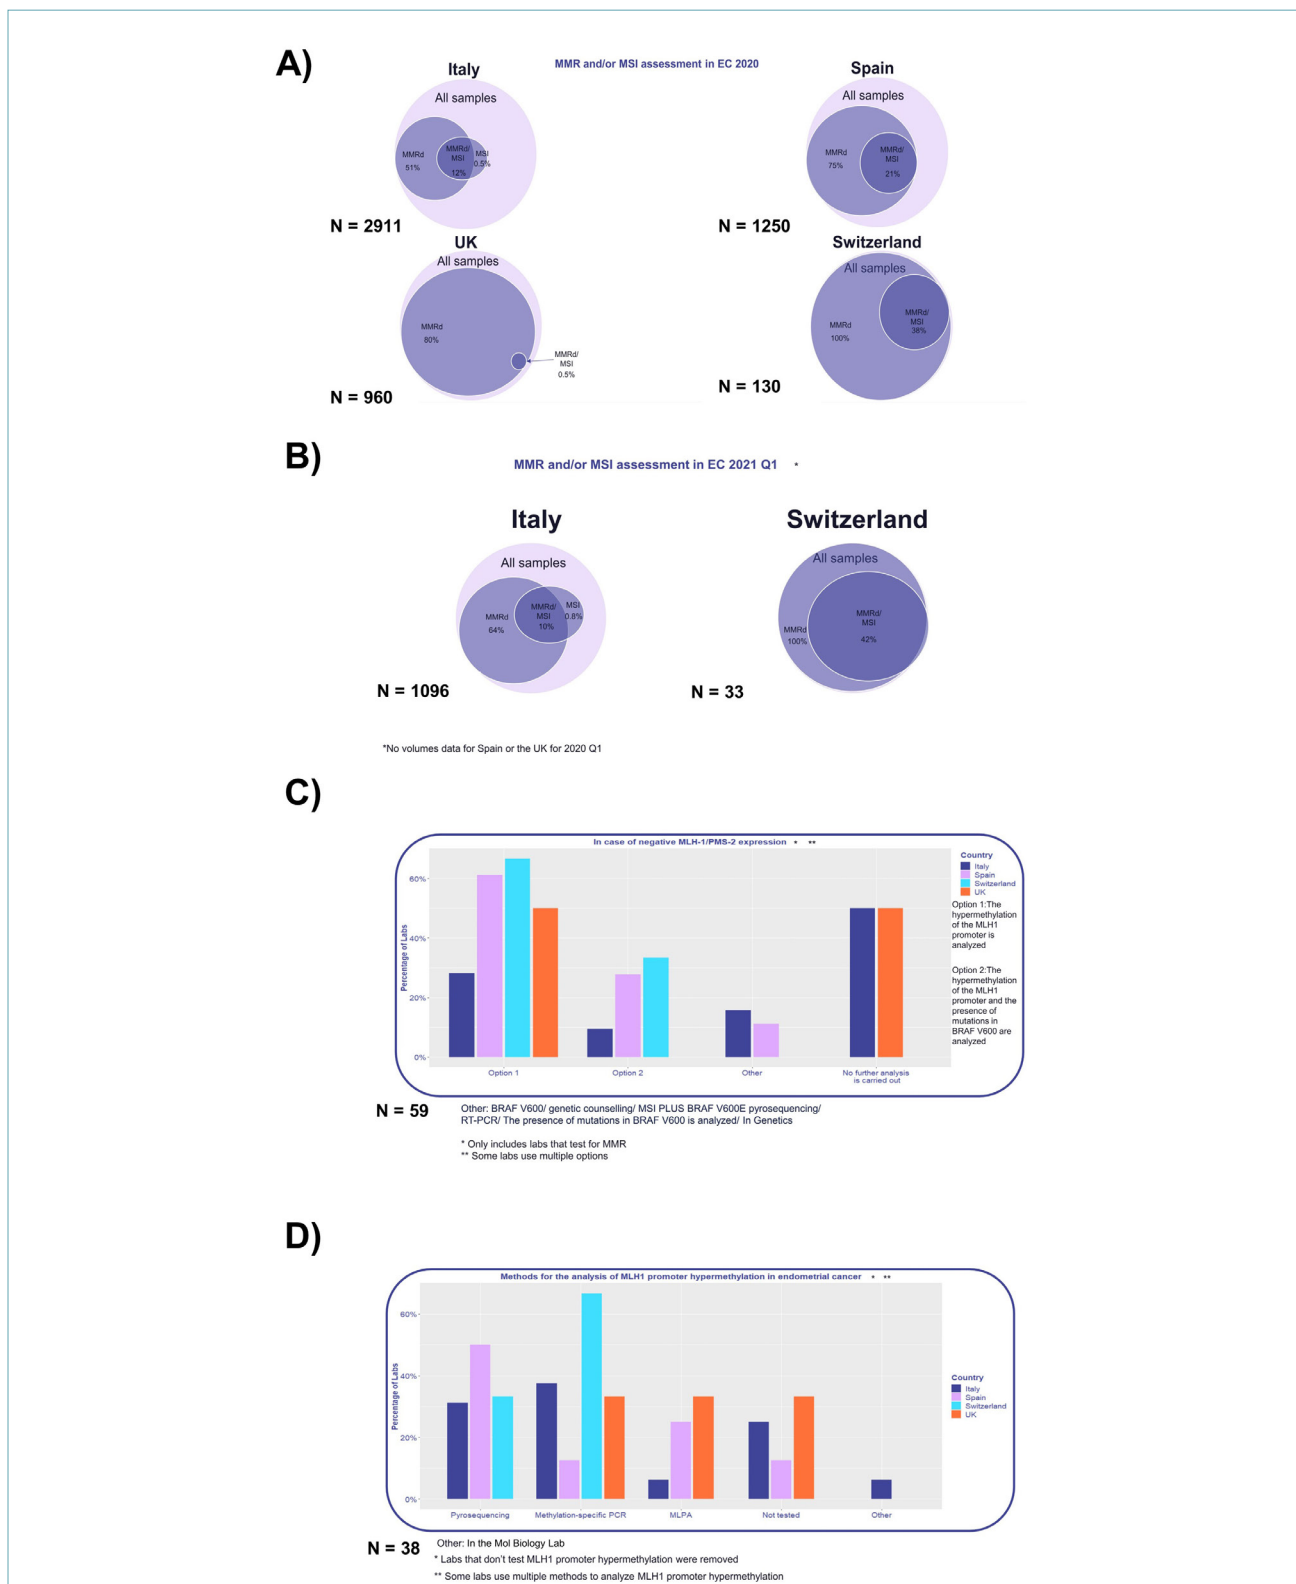 A)
MMR and/or MSI assessment in EC 2020
Italy
All samples
MMRd
51%
MMRd/
MSI
12%
MSI
0.5%
N = 2911
Spain
All samples
MMRd
75%
MMRd/
MSI
21%
N = 1250
UK
All samples
MMRd
80%
MMRd/
MSI
0.5%
N = 960
Switzerland
All samples
MMRd
100%
MMRd/
MSI
38%
N = 130
B)
MMR and/or MSI assessment in EC 2021 Q1 *
Italy
All samples
MMRd
64%
MMRd/
MSI
10%
MSI
0.8%
N = 1096
Switzerland
All samples
MMRd
100%
MMRd/
MSI
42%
N = 33
*No volumes data for Spain or the UK for 2020 Q1
C)
In case of negative MLH-1/PMS-2 expression * **
Percentage of Labs
60%
40%
20%
0%
Option 1
Option 2
Other
No further analysis
is carried out
Country
Italy
Spain
Switzerland
UK
Option 1:The
hypermethylation
of the MLH1
promoter is
analyzed
Option 2:The
hypermethylation
of the MLH1
promoter and the
presence of
mutations in
BRAF V600 are
analyzed
N = 59
Other: BRAF V600/ genetic counselling/ MSI PLUS BRAF V600E pyrosequencing/
RT-PCR/ The presence of mutations in BRAF V600 is analyzed/ In Genetics
* Only includes labs that test for MMR
** Some labs use multiple options
D)
Methods for the analysis of MLH1 promoter hypermethylation in endometrial cancer * **
Percentage of Labs
60%
40%
20%
0%
Pyrosequencing
Methylation-specific PCR
MLPA
Not tested
Other
Country
Italy
Spain
Switzerland
UK
N = 38
Other: In the Mol Biology Lab
* Labs that don't test MLH1 promoter hypermethylation were removed
** Some labs use multiple methods to analyze MLH1 promoter hypermethylation